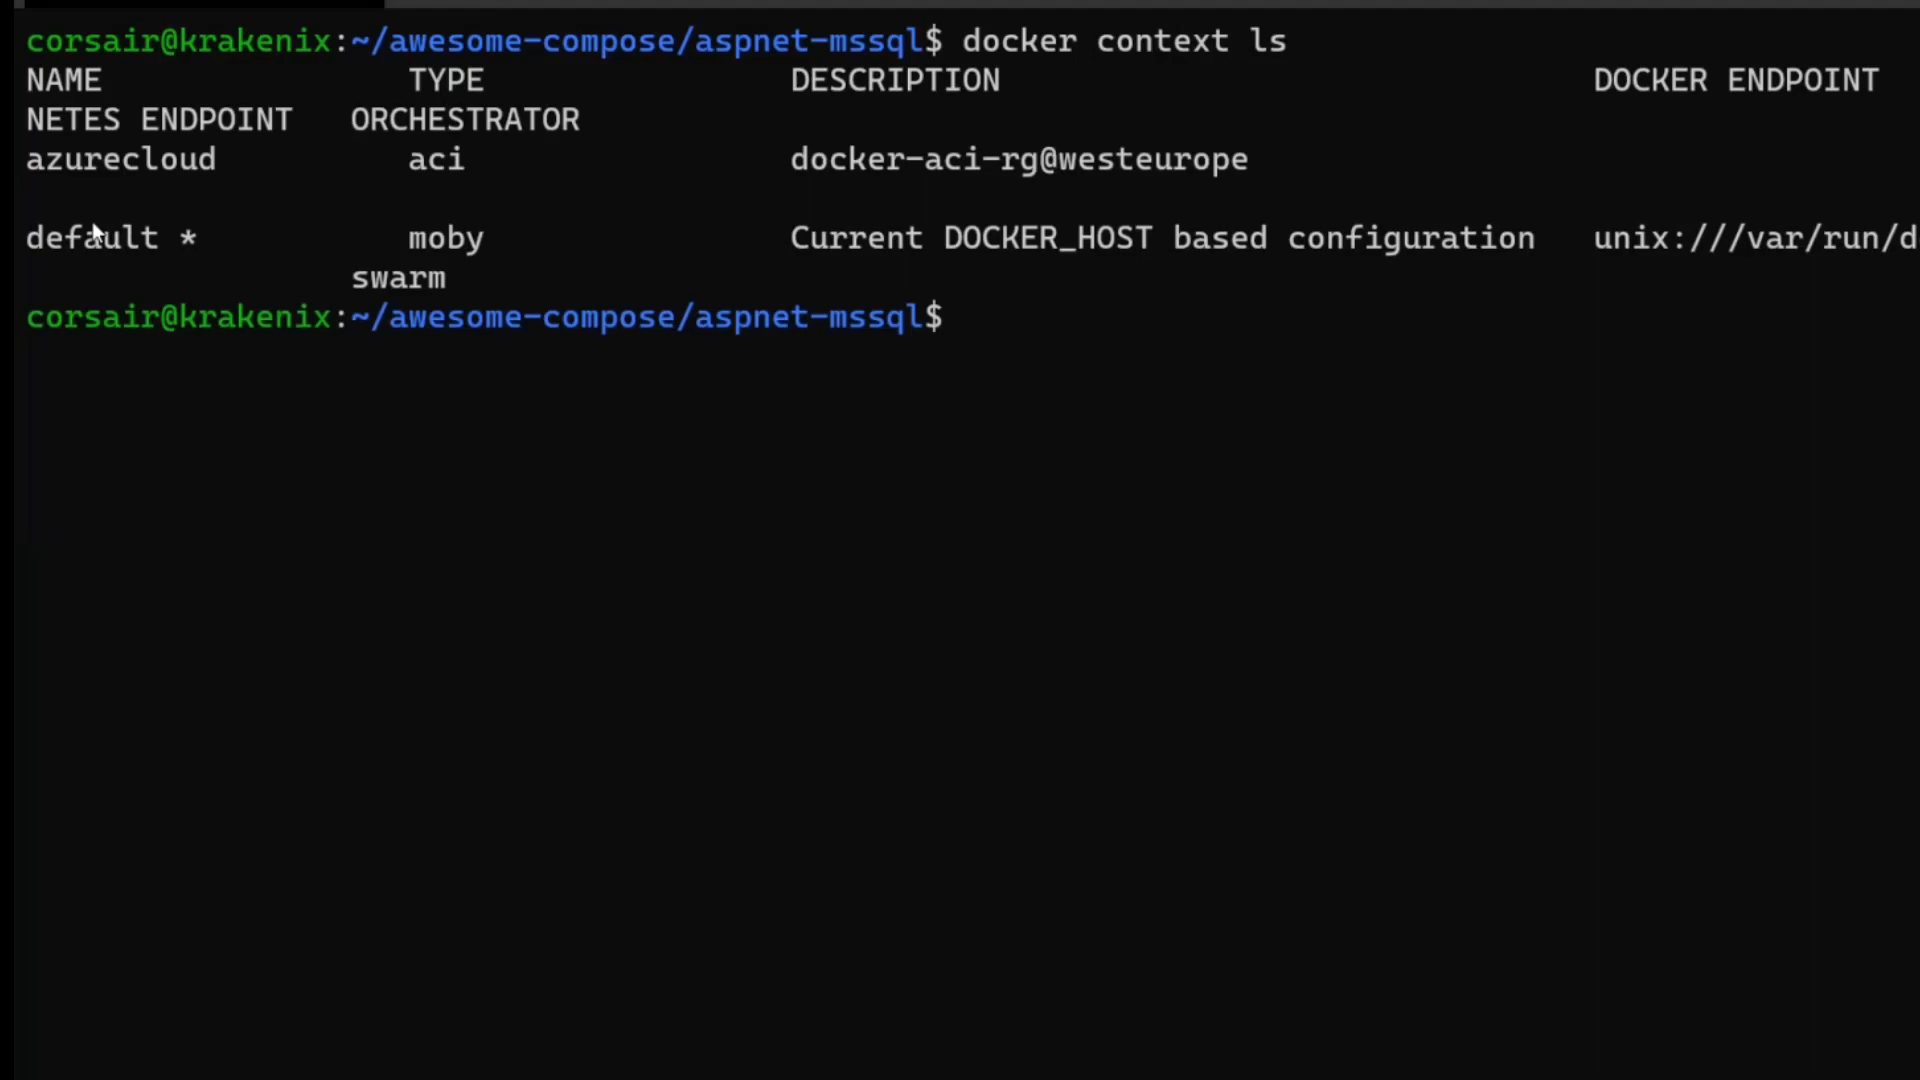 corsair@krakenix:~/awesome-compose/aspnet-mssql$ docker context ls
NAME TYPE DESCRIPTION DOCKER ENDPOINT
NETES ENDPOINT ORCHESTRATOR
azurecloud aci docker-aci-rg@westeurope
default * moby Current DOCKER_HOST based configuration unix:///var/run/d
swarm
corsair@krakenix:~/awesome-compose/aspnet-mssql$